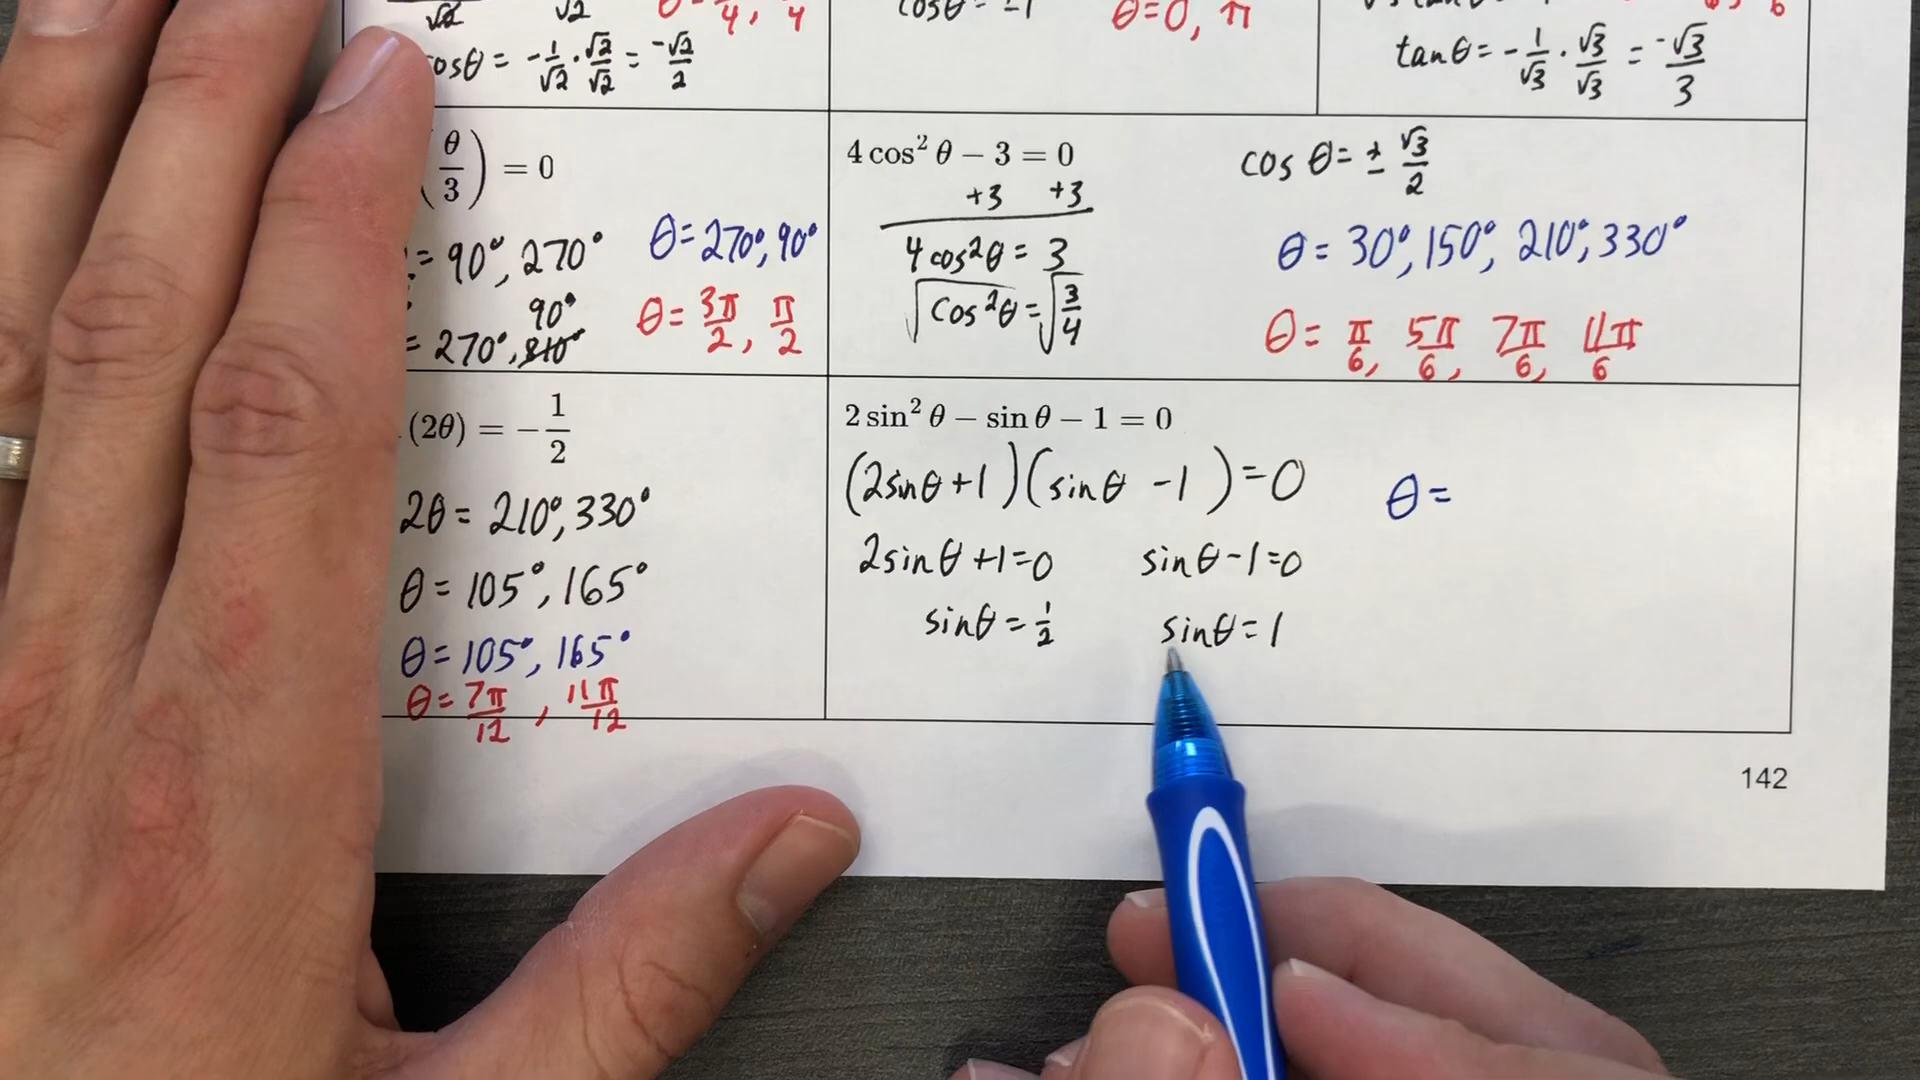 cosθ = -1/√2 · √2/√2 = -√2/2
θ = 0, π
tanθ = -1/√3 · √3/√3 = -√3/3
(θ/3) = 0
= 90°, 270°
90°
= 270°, 810°
θ = 270°, 90°
θ = 3π/2, π/2
4 cos² θ − 3 = 0
+3 +3
4cos²θ = 3
√cos²θ = √3/4
cos θ = ± √3/2
θ = 30°, 150°, 210°, 330°
θ = π/6, 5π/6, 7π/6, 11π/6
(2θ) = −1/2
2θ = 210°, 330°
θ = 105°, 165°
θ = 105°, 165°
θ = 7π/12, 11π/12
2 sin² θ − sin θ − 1 = 0
(2sinθ + 1)(sinθ - 1) = 0
2sinθ + 1 = 0 sinθ - 1 = 0
sinθ = 1/2 sinθ = 1
θ =
142